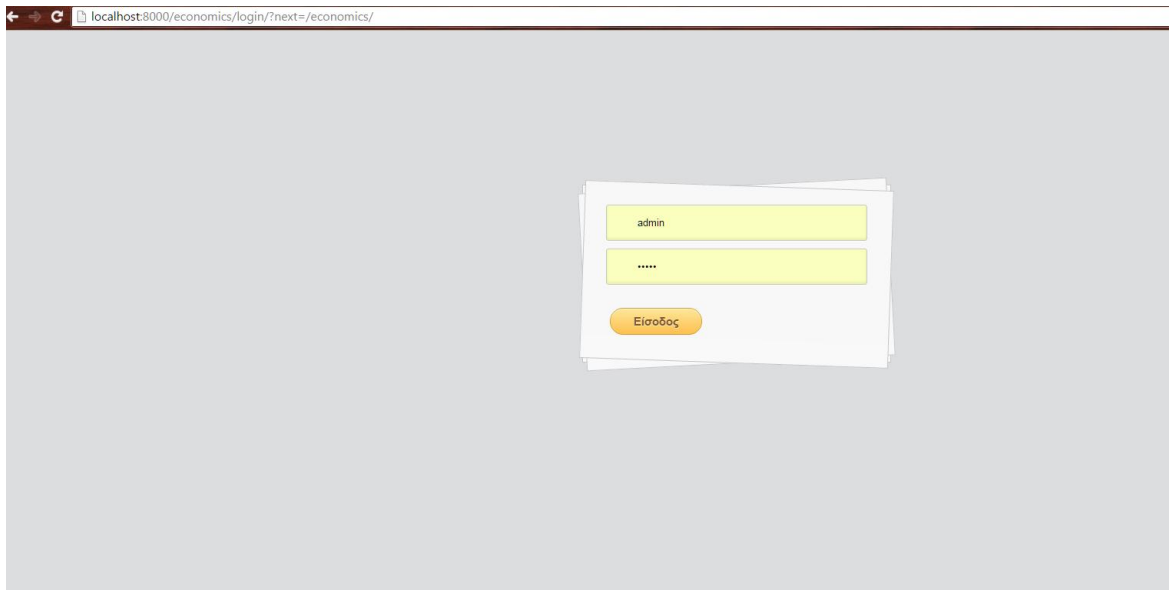 localhost:8000/economics/login/?next=/economics/
admin
•••••
Είσοδος